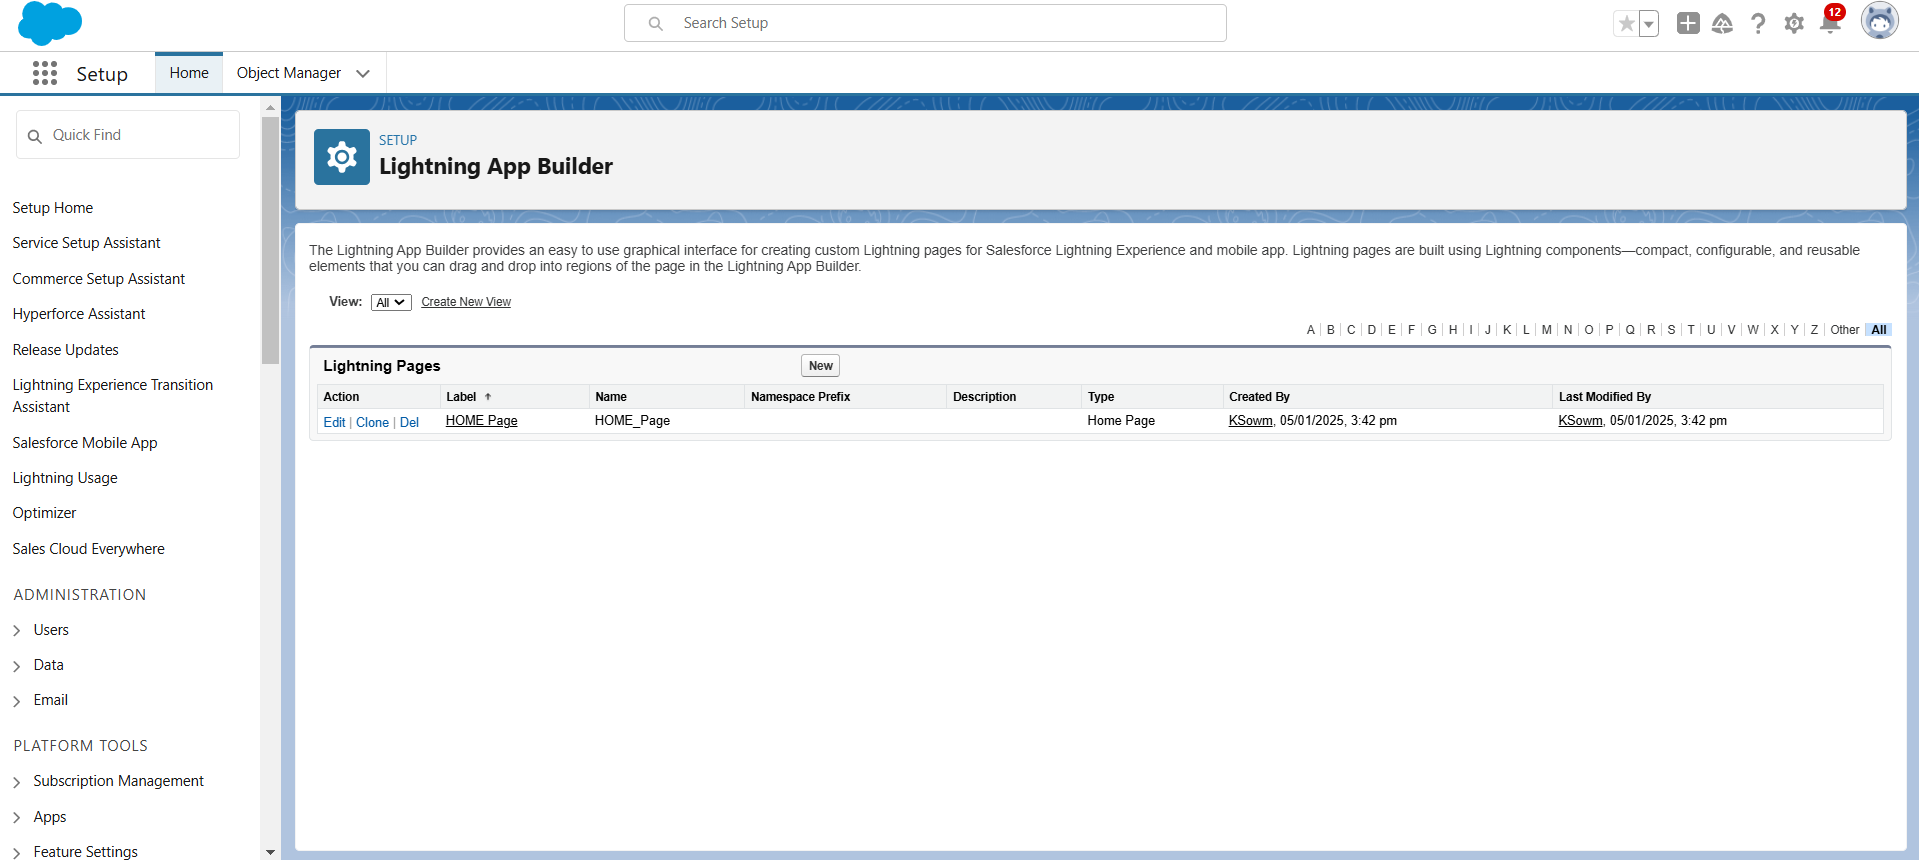 Search Setup
12
Setup
Home
Object Manager
Quick Find
Setup Home
Service Setup Assistant
Commerce Setup Assistant
Hyperforce Assistant
Release Updates
Lightning Experience Transition
Assistant
Salesforce Mobile App
Lightning Usage
Optimizer
Sales Cloud Everywhere
ADMINISTRATION
Users
Data
Email
PLATFORM TOOLS
Subscription Management
Apps
Feature Settings
SETUP
Lightning App Builder
The Lightning App Builder provides an easy to use graphical interface for creating custom Lightning pages for Salesforce Lightning Experience and mobile app. Lightning pages are built using Lightning components—compact, configurable, and reusable
elements that you can drag and drop into regions of the page in the Lightning App Builder.
View: All Create New View
A | B | C | D | E | F | G | H | I | J | K | L | M | N | O | P | Q | R | S | T | U | V | W | X | Y | Z | Other All
Lightning Pages New
Action Label Name Namespace Prefix Description Type Created By Last Modified By
Edit | Clone | Del HOME Page HOME_Page Home Page KSowm, 05/01/2025, 3:42 pm KSowm, 05/01/2025, 3:42 pm